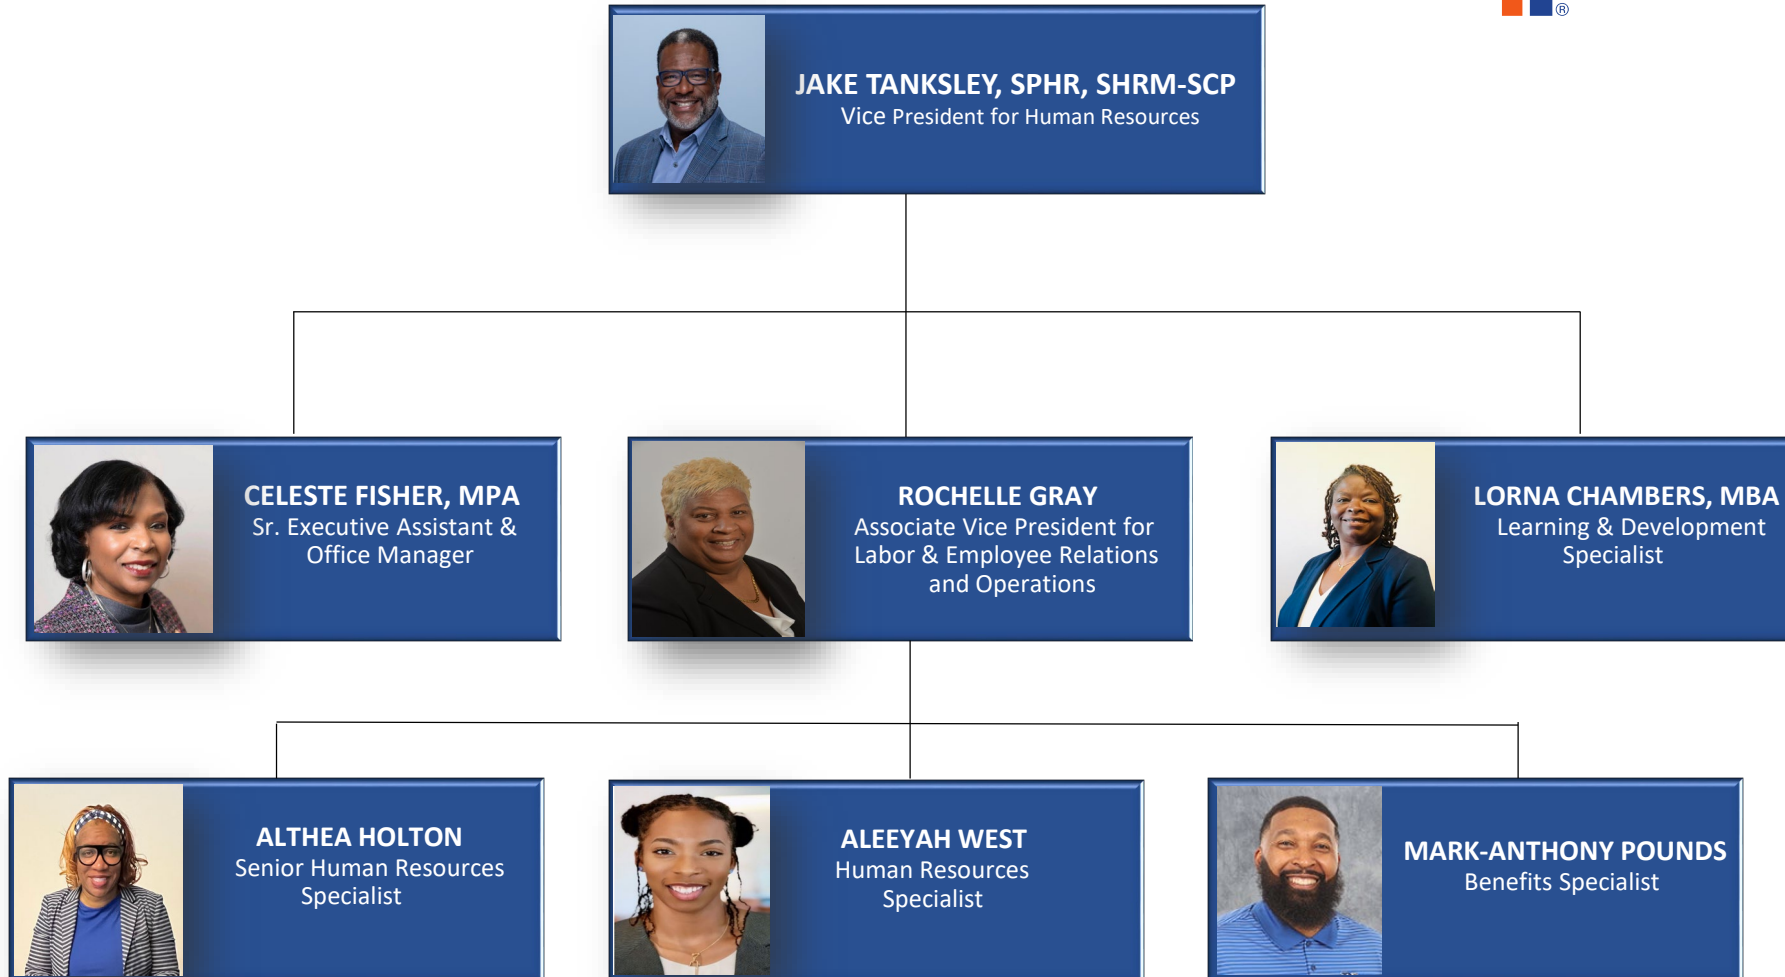 ®
JAKE TANKSLEY, SPHR, SHRM-SCP
Vice President for Human Resources
CELESTE FISHER, MPA
Sr. Executive Assistant &
Office Manager
ROCHELLE GRAY
Associate Vice President for
Labor & Employee Relations
and Operations
LORNA CHAMBERS, MBA
Learning & Development
Specialist
ALTHEA HOLTON
Senior Human Resources
Specialist
ALEEYAH WEST
Human Resources
Specialist
MARK-ANTHONY POUNDS
Benefits Specialist